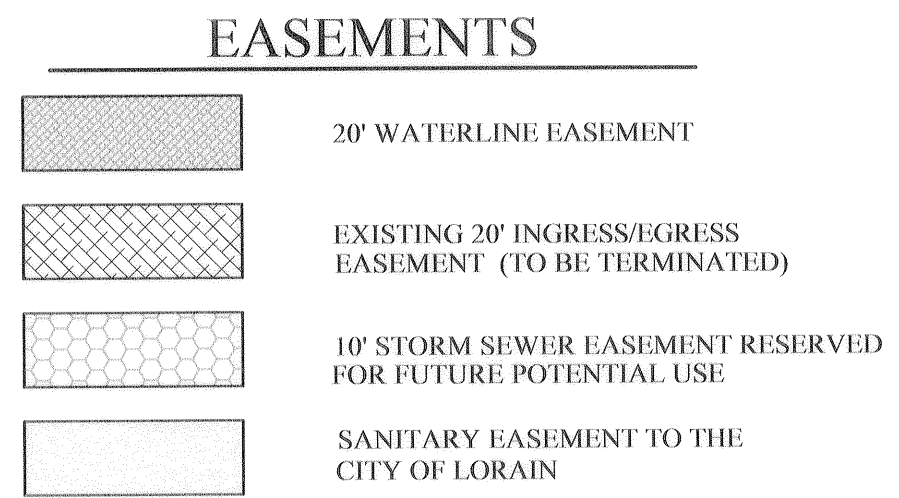 EASEMENTS
20' WATERLINE EASEMENT
EXISTING 20' INGRESS/EGRESS
EASEMENT (TO BE TERMINATED)
10' STORM SEWER EASEMENT RESERVED
FOR FUTURE POTENTIAL USE
SANITARY EASEMENT TO THE
CITY OF LORAIN